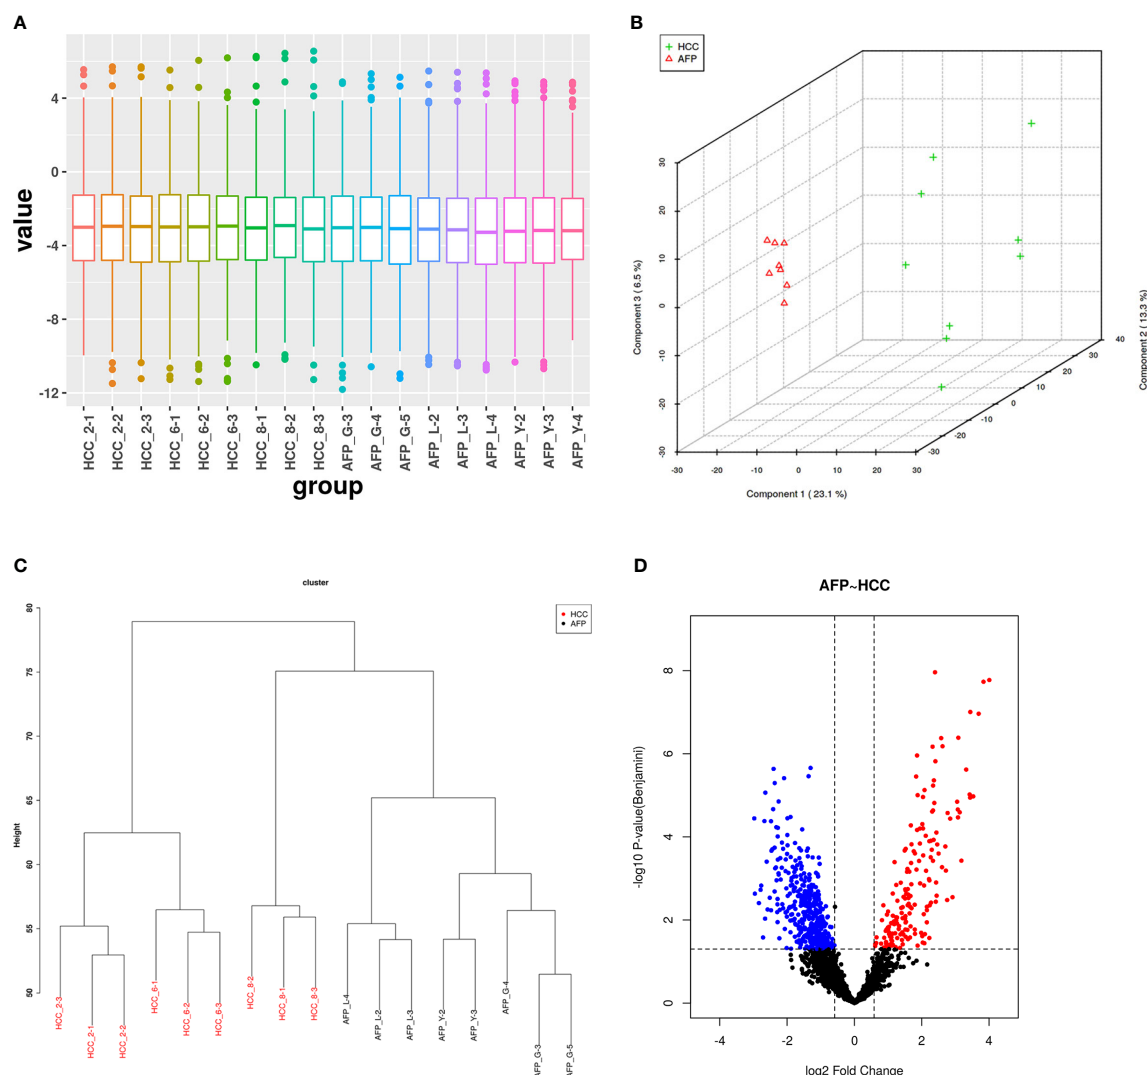 A
value
4
0
-4
-8
-12
HCC_2-1
HCC_2-2
HCC_2-3
HCC_6-1
HCC_6-2
HCC_6-3
HCC_8-1
HCC_8-2
HCC_8-3
AFP_G-3
AFP_G-4
AFP_G-5
AFP_L-2
AFP_L-3
AFP_L-4
AFP_Y-2
AFP_Y-3
AFP_Y-4
group
B
HCC
AFP
Component 3 ( 6.5 %)
30
20
10
0
-10
-20
-30
-30
-20
-10
0
10
20
30
Component 1 ( 23.1 %)
-30
-20
-10
0
10
20
30
40
Component 2 ( 13.3 %)
C
cluster
HCC
AFP
Height
80
75
70
65
60
55
50
HCC_2-3
HCC_2-1
HCC_2-2
HCC_6-1
HCC_6-2
HCC_6-3
HCC_8-2
HCC_8-1
HCC_8-3
AFP_L-4
AFP_L-2
AFP_L-3
AFP_Y-2
AFP_Y-3
AFP_G-4
AFP_G-3
AFP_G-5
D
AFP~HCC
-log10 P-value(Benjamini)
8
6
4
2
0
-4
-2
0
2
4
log2 Fold Change